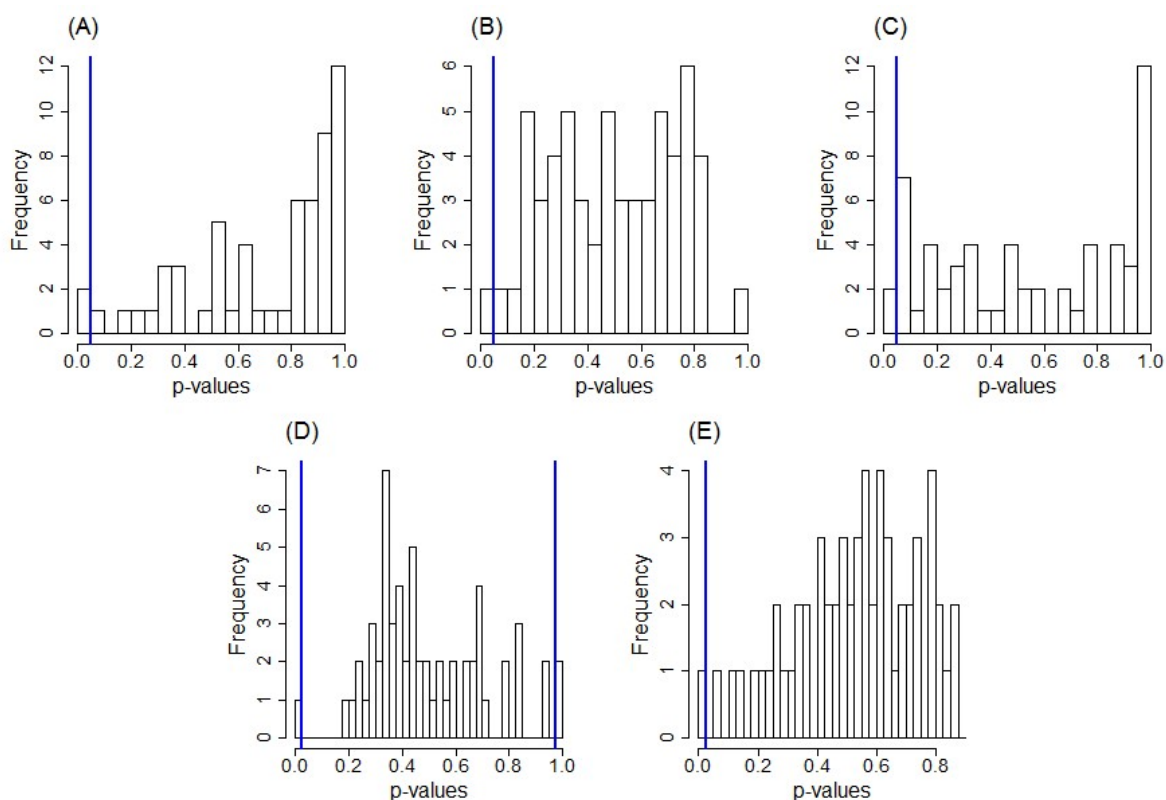 (A)
(B)
(C)
Frequency
0 2 4 6 8 10 12
0.0 0.2 0.4 0.6 0.8 1.0
p-values
Frequency
0 1 2 3 4 5 6
0.0 0.2 0.4 0.6 0.8 1.0
p-values
Frequency
0 2 4 6 8 10 12
0.0 0.2 0.4 0.6 0.8 1.0
p-values
(D)
(E)
Frequency
0 1 2 3 4 5 6 7
0.0 0.2 0.4 0.6 0.8 1.0
p-values
Frequency
0 1 2 3 4
0.0 0.2 0.4 0.6 0.8
p-values